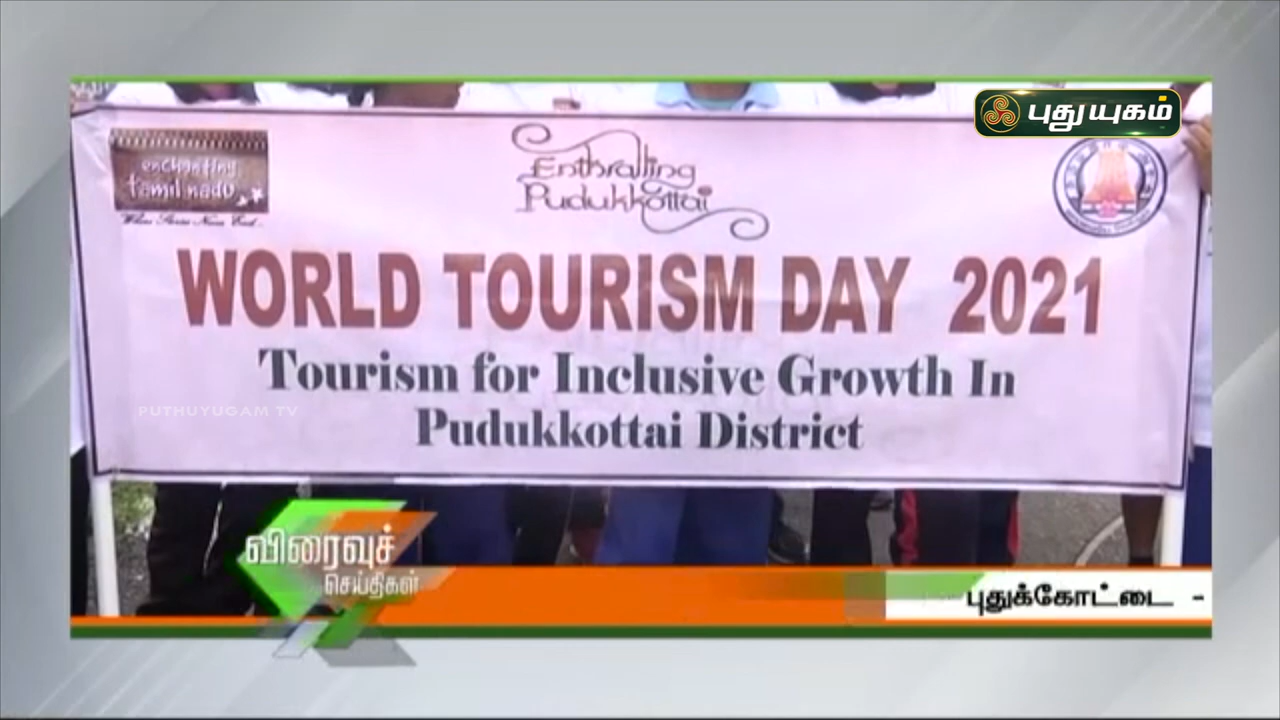 புதுயுகம்
enchanting
tamil nadu
Enthralling
Pudukkottai
WORLD TOURISM DAY 2021
Tourism for Inclusive Growth In
Pudukkottai District
PUTHUYUGAM TV
விரைவுச்
செய்திகள்
புதுக்கோட்டை -